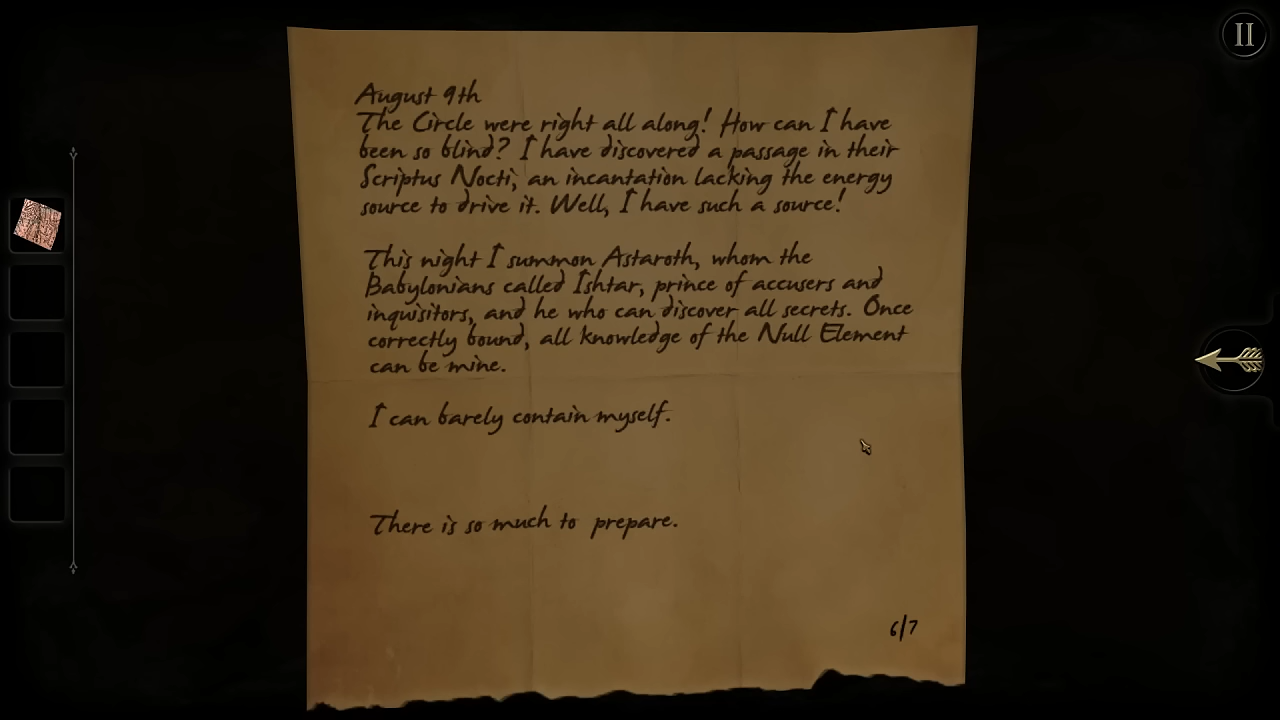 August 9th
The Circle were right all along! How can I have
been so blind? I have discovered a passage in their
Scriptus Nocti, an incantation lacking the energy
source to drive it. Well, I have such a source!
This night I summon Astaroth, whom the
Babylonians called Ishtar, prince of accusers and
inquisitors, and he who can discover all secrets. Once
correctly bound, all knowledge of the Null Element
can be mine.
I can barely contain myself.
There is so much to prepare.
6/7